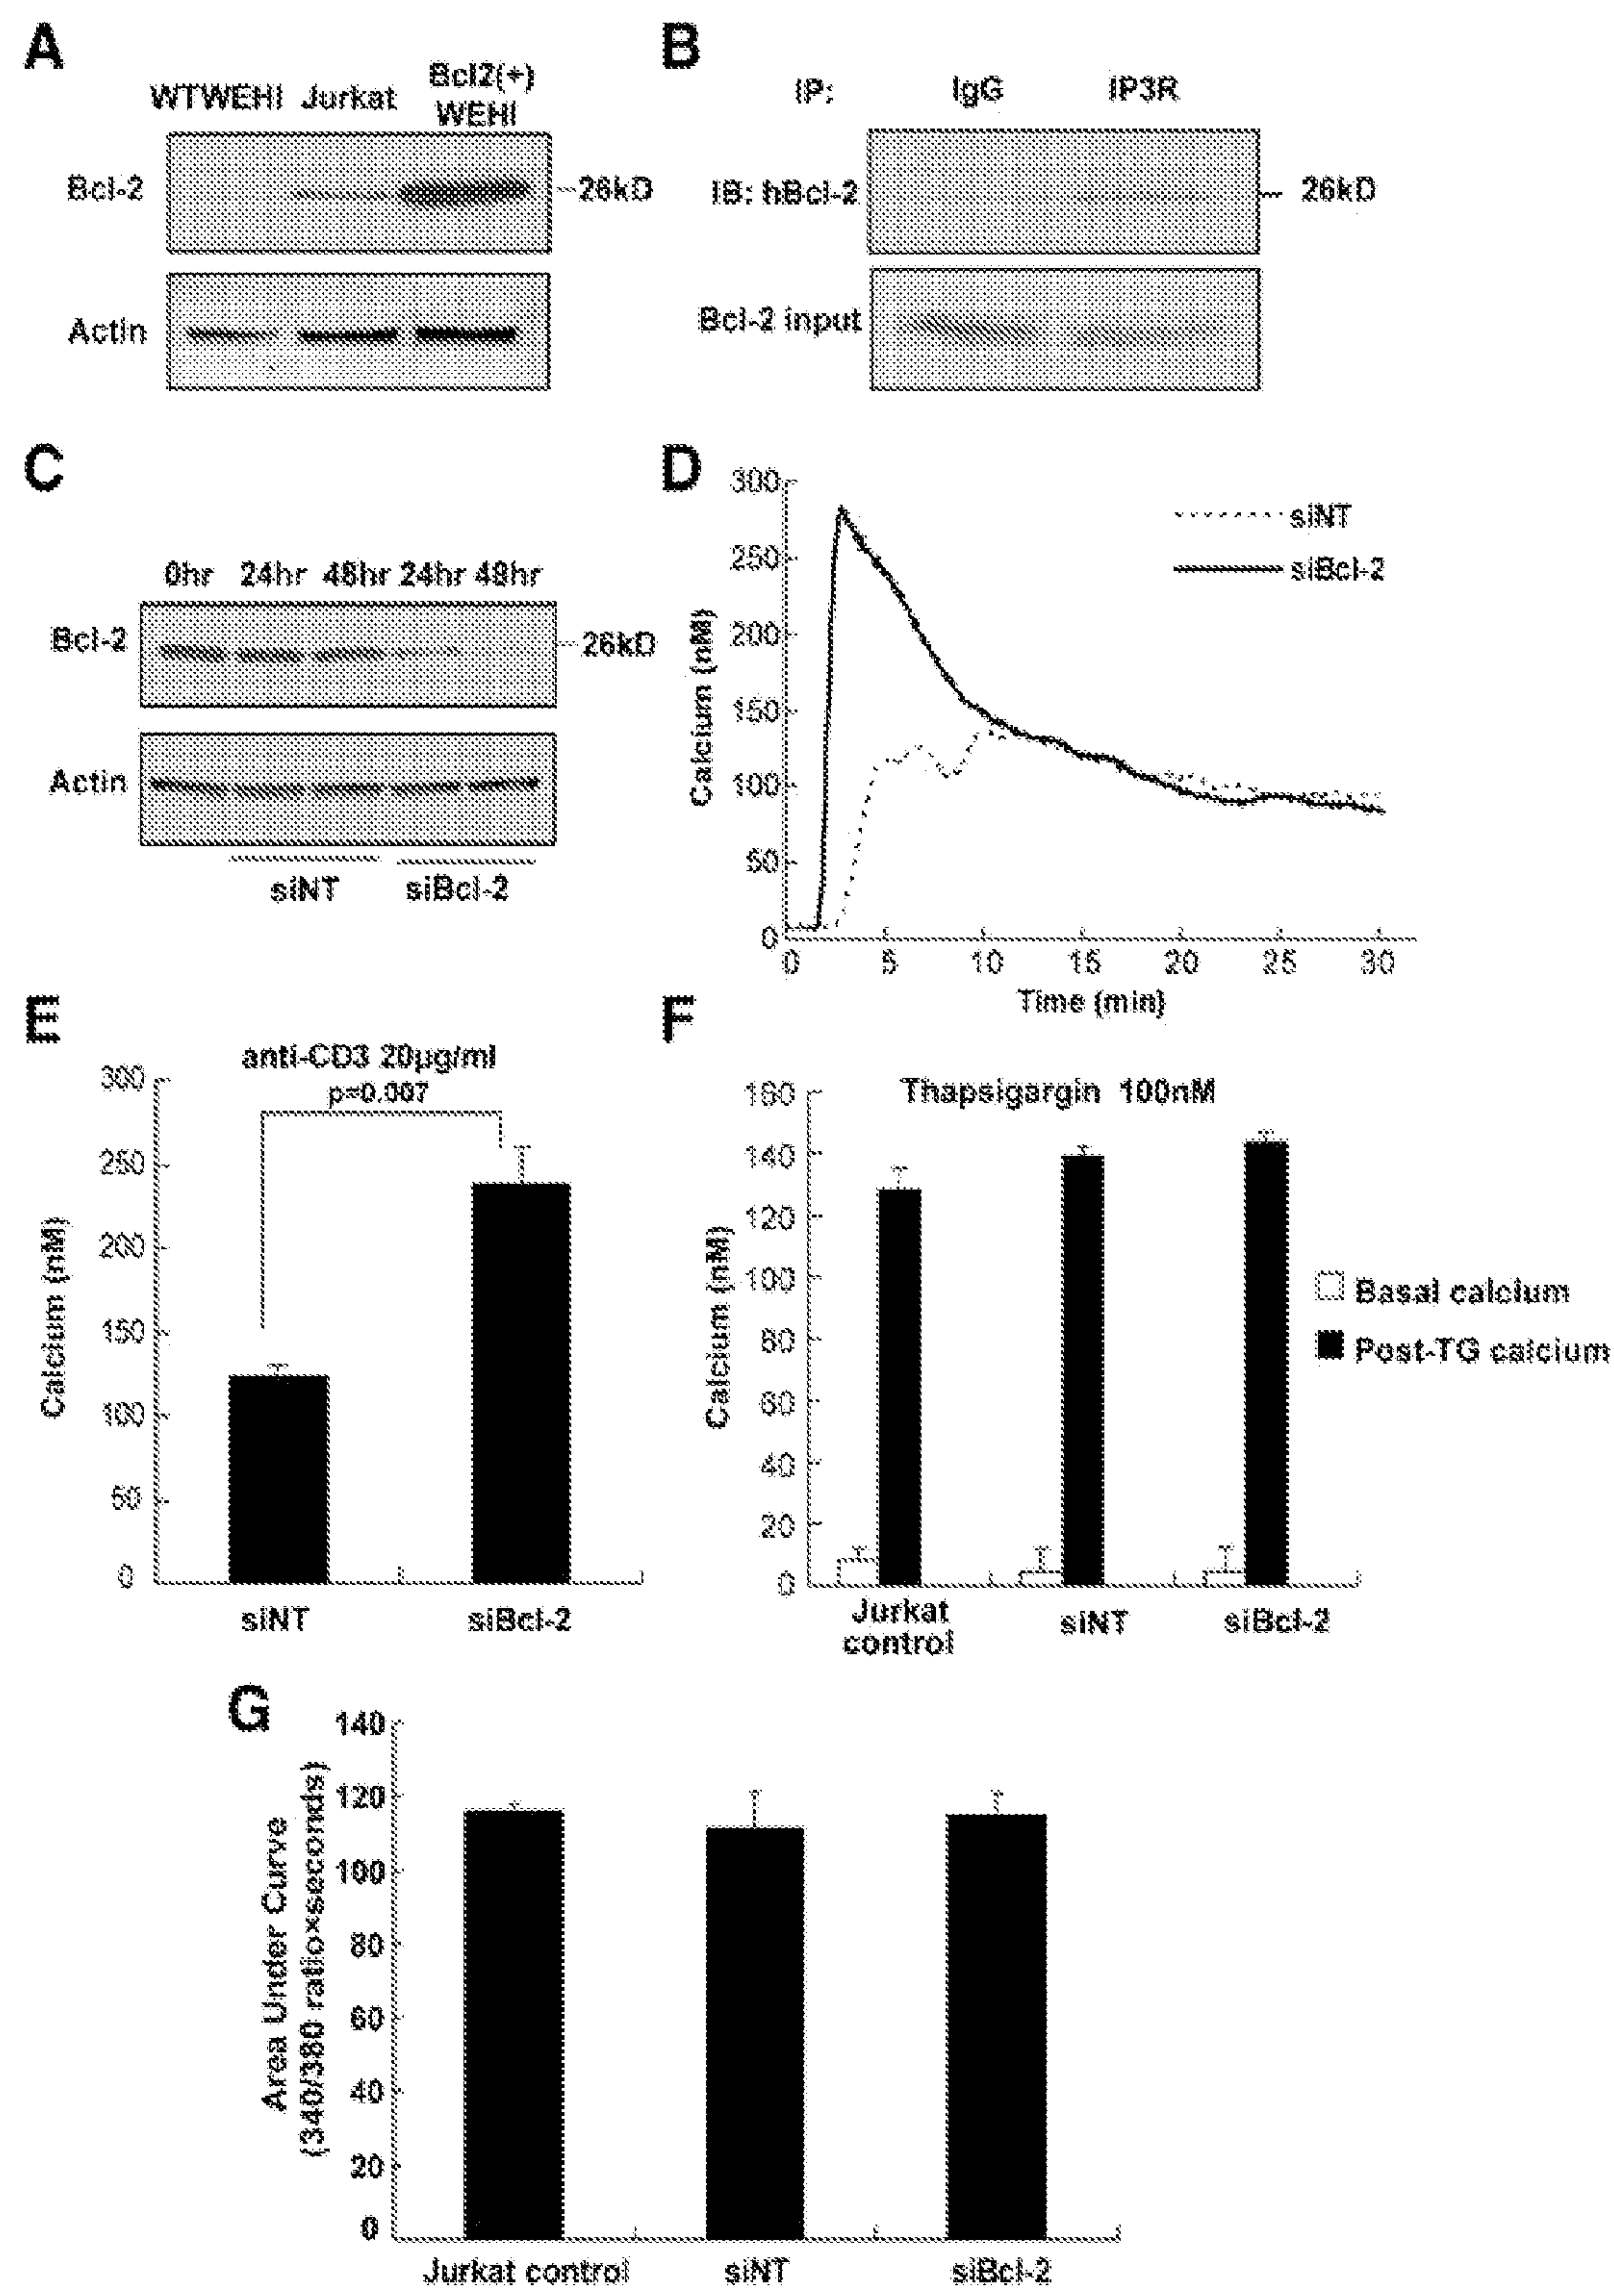 A
WTWEHI Jurkat Bcl2(+)
WEHI
Bcl-2
26kD
Actin
B
IP: IgG IP3R
IB: hBcl-2
26kD
Bcl-2 input
C
0hr 24hr 48hr 24hr 48hr
Bcl-2
26kD
Actin
siNT siBcl-2
D
300
250
200
150
100
50
0
Calcium (nM)
siNT
siBcl-2
0 5 10 15 20 25 30
Time (min)
E
anti-CD3 20µg/ml
p=0.007
300
250
200
150
100
50
0
Calcium (nM)
siNT siBcl-2
F
Thapsigargin 100nM
160
140
120
100
80
60
40
20
0
Calcium (nM)
Basal calcium
Post-TG calcium
Jurkat
control
siNT siBcl-2
G
140
120
100
80
60
40
20
0
Area Under Curve
(340/380 ratio×seconds)
Jurkat control siNT siBcl-2